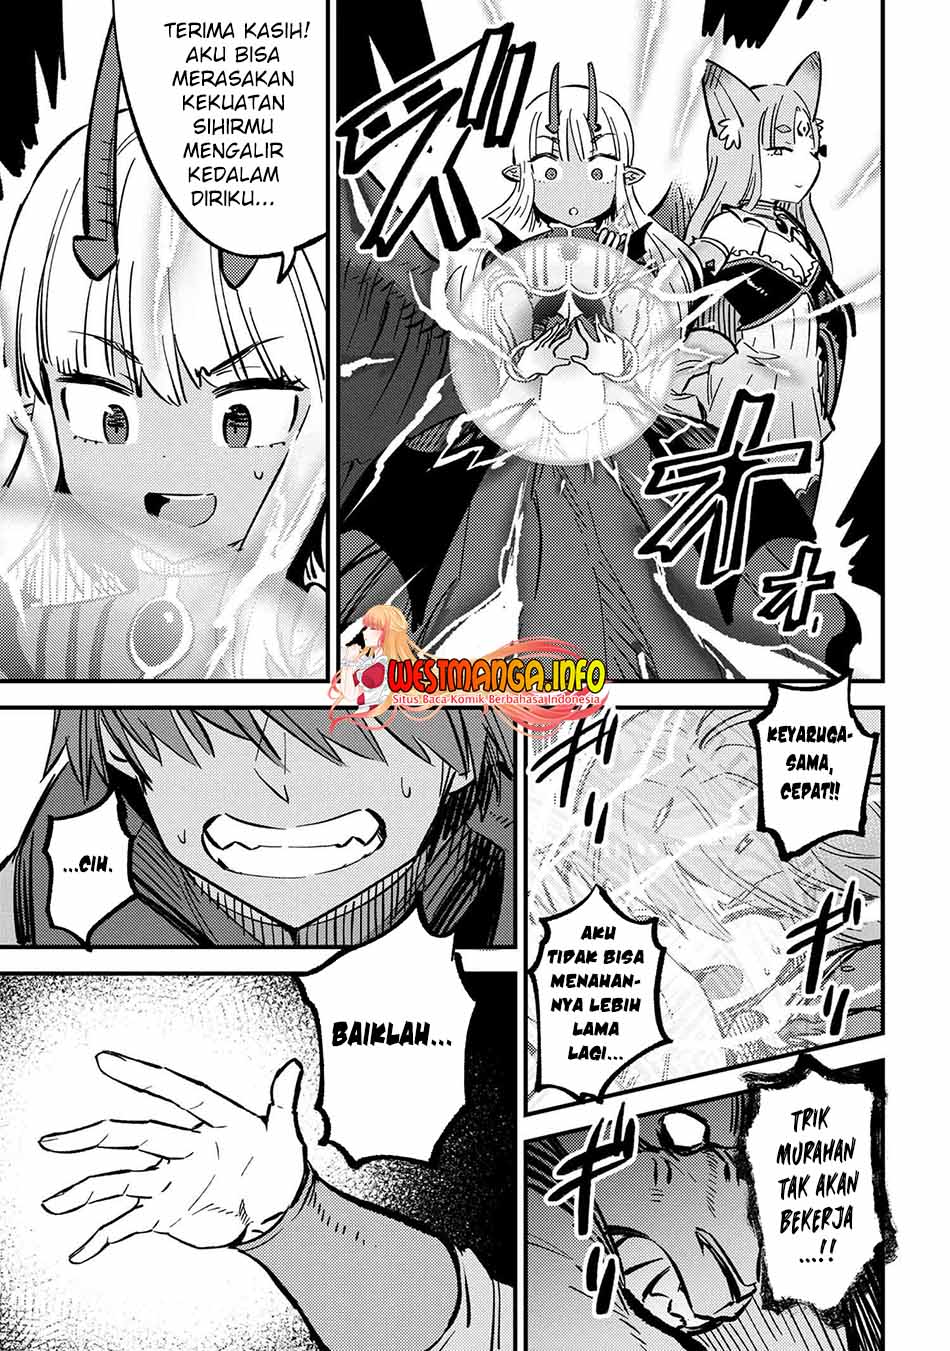 TERIMA KASIH!
AKU BISA
MERASAKAN
KEKUATAN
SIHIRMU
MENGALIR
KEDALAM
DIRIKU...
WESTMANGA.INFO
Situs Baca Komik Berbahasa Indonesia
KEYARUGA-
SAMA,
CEPAT!!
AKU
TIDAK BISA
MENAHAN-
NYA LEBIH
LAMA
LAGI...
...CIH.
TRIK
MURAHAN
TAK AKAN
BEKERJA
...!!
BAIKLAH...